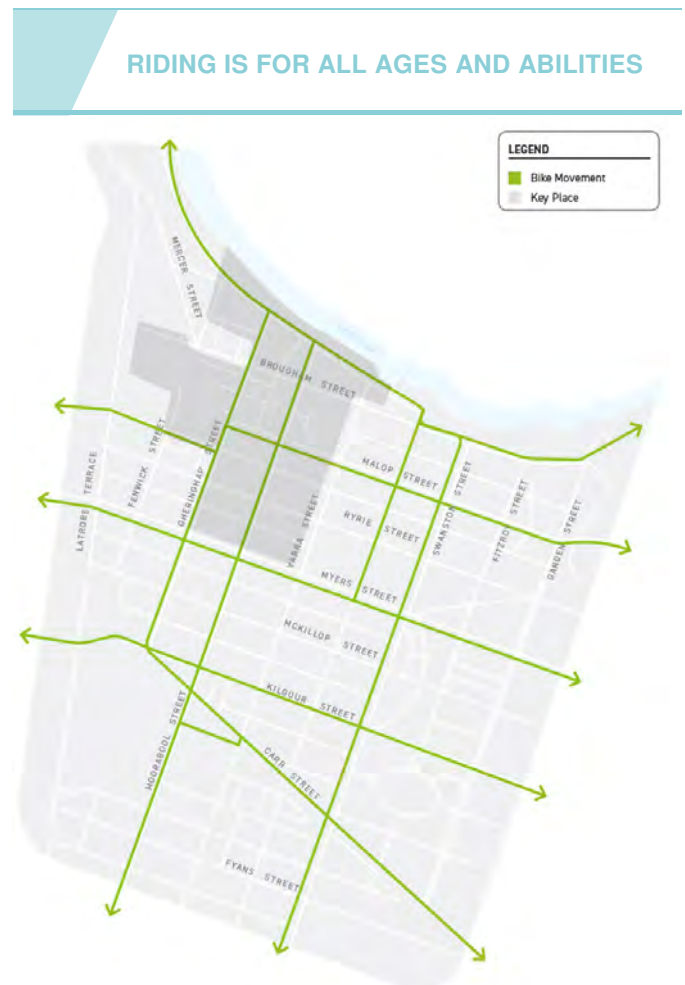 RIDING IS FOR ALL AGES AND ABILITIES
LEGEND
Bike Movement
Key Place
MERCER STREET
BROUGHAM STREET
LATROBE TERRACE
FENWICK STREET
GHERINGHAP STREET
MALOP STREET
YARRA STREET
RYRIE STREET
SWANSTON STREET
FITZROY STREET
GARDEN STREET
MYERS STREET
MCKILLOP STREET
KILGOUR STREET
MOORABOOL STREET
CARR STREET
FYANS STREET